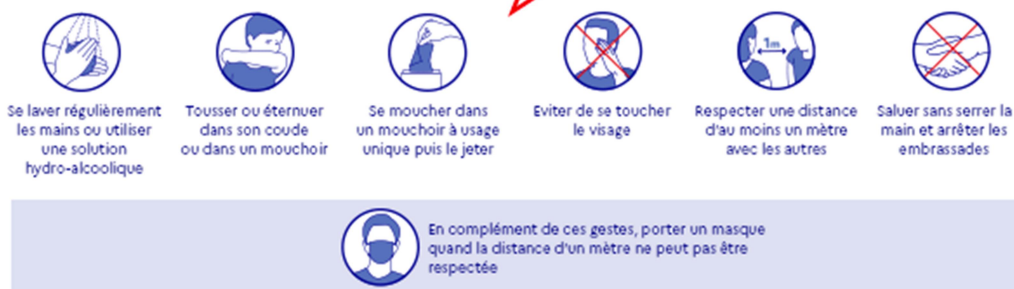 1m
Se laver régulièrement
les mains ou utiliser
une solution
hydro-alcoolique
Tousser ou éternuer
dans son coude
ou dans un mouchoir
Se moucher dans
un mouchoir à usage
unique puis le jeter
Eviter de se toucher
le visage
Respecter une distance
d'au moins un mètre
avec les autres
Saluer sans serrer la
main et arrêter les
embrassades
En complément de ces gestes, porter un masque
quand la distance d'un mètre ne peut pas être
respectée